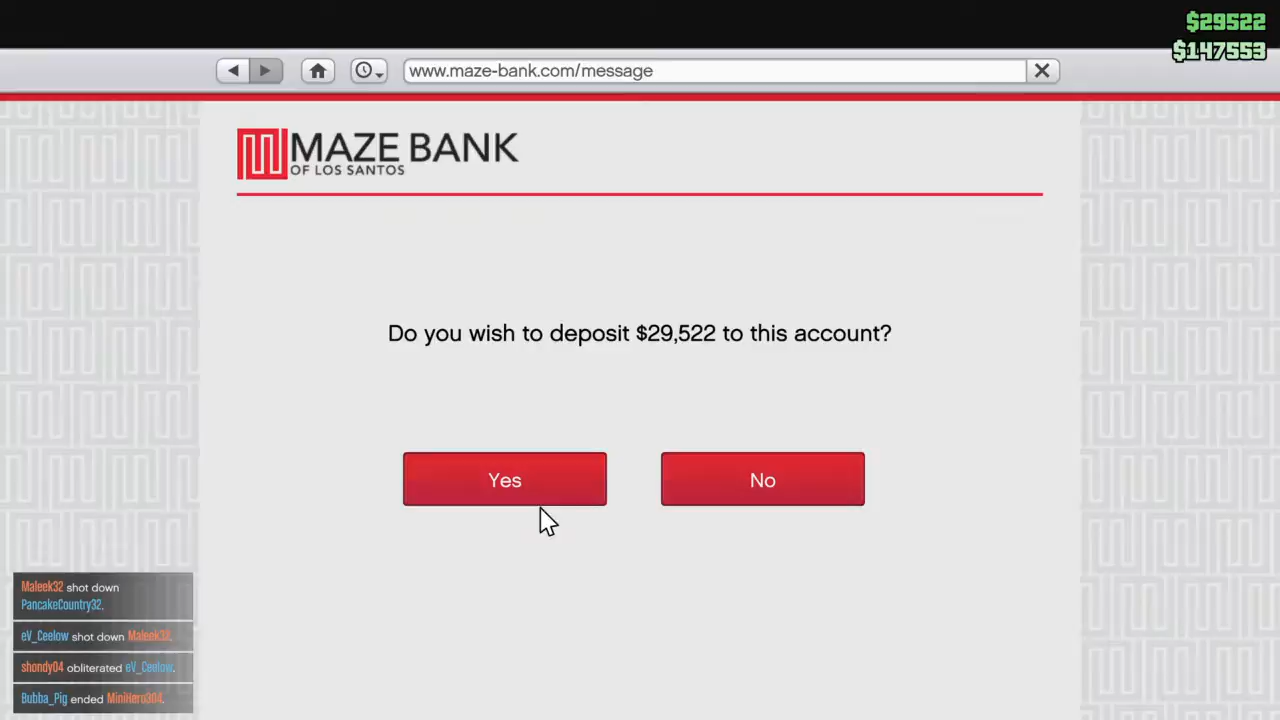 $29522
$147553
www.maze-bank.com/message
MAZE BANK
OF LOS SANTOS
Do you wish to deposit $29,522 to this account?
Yes
No
Maleek32 shot down
PancakeCountry32.
eV_Ceelow shot down Maleek32.
shondy04 obliterated eV_Ceelow.
Bubba_Pig ended MiniHero304.